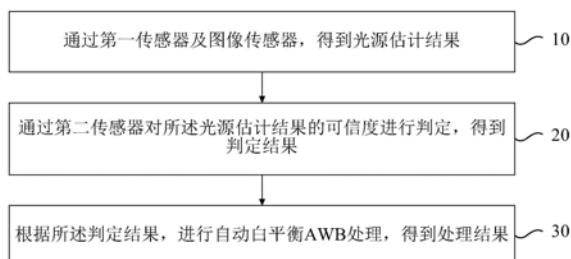 通过第一传感器及图像传感器，得到光源估计结果
10
通过第二传感器对所述光源估计结果的可信度进行判定，得到
判定结果
20
根据所述判定结果，进行自动白平衡AWB处理，得到处理结果
30